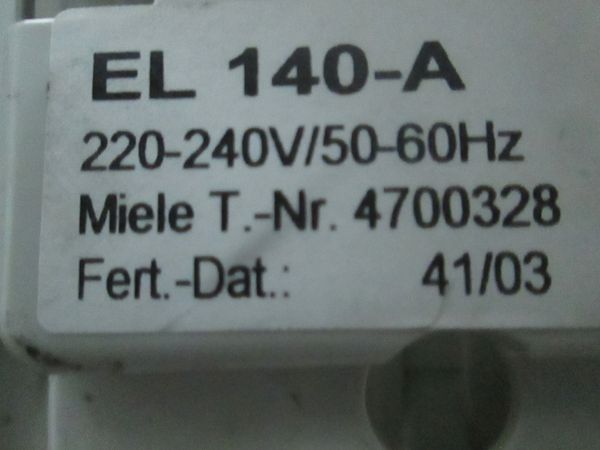 EL 140-A
220-240V/50-60Hz
Miele T.-Nr. 4700328
Fert.-Dat.: 41/03